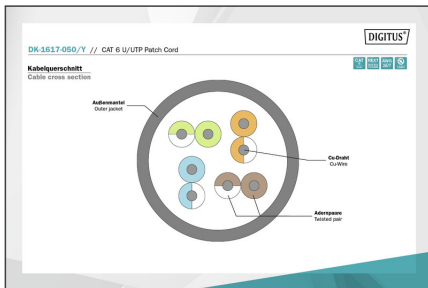 DIGITUS®
DK-1617-050/Y // CAT 6 U/UTP Patch Cord
Kabelquerschnitt
Cable cross section
Außenmantel
Outer jacket
Cu-Draht
Cu-Wire
Adernpaare
Twisted pair